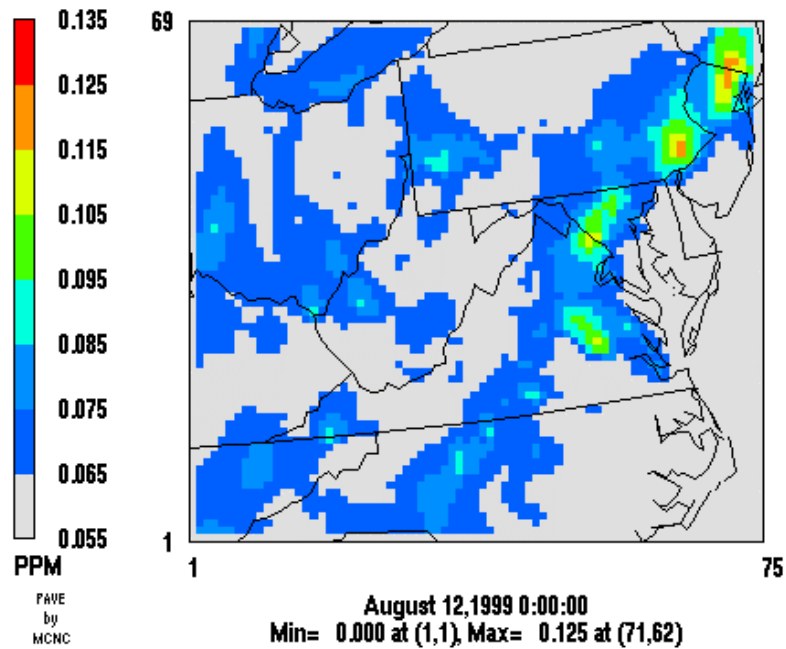 0.135
0.125
0.115
0.105
0.095
0.085
0.075
0.065
0.055
PPM
PAVE
by
MCNC
69
1
1
75
August 12,1999 0:00:00
Min= 0.000 at (1,1), Max= 0.125 at (71,62)